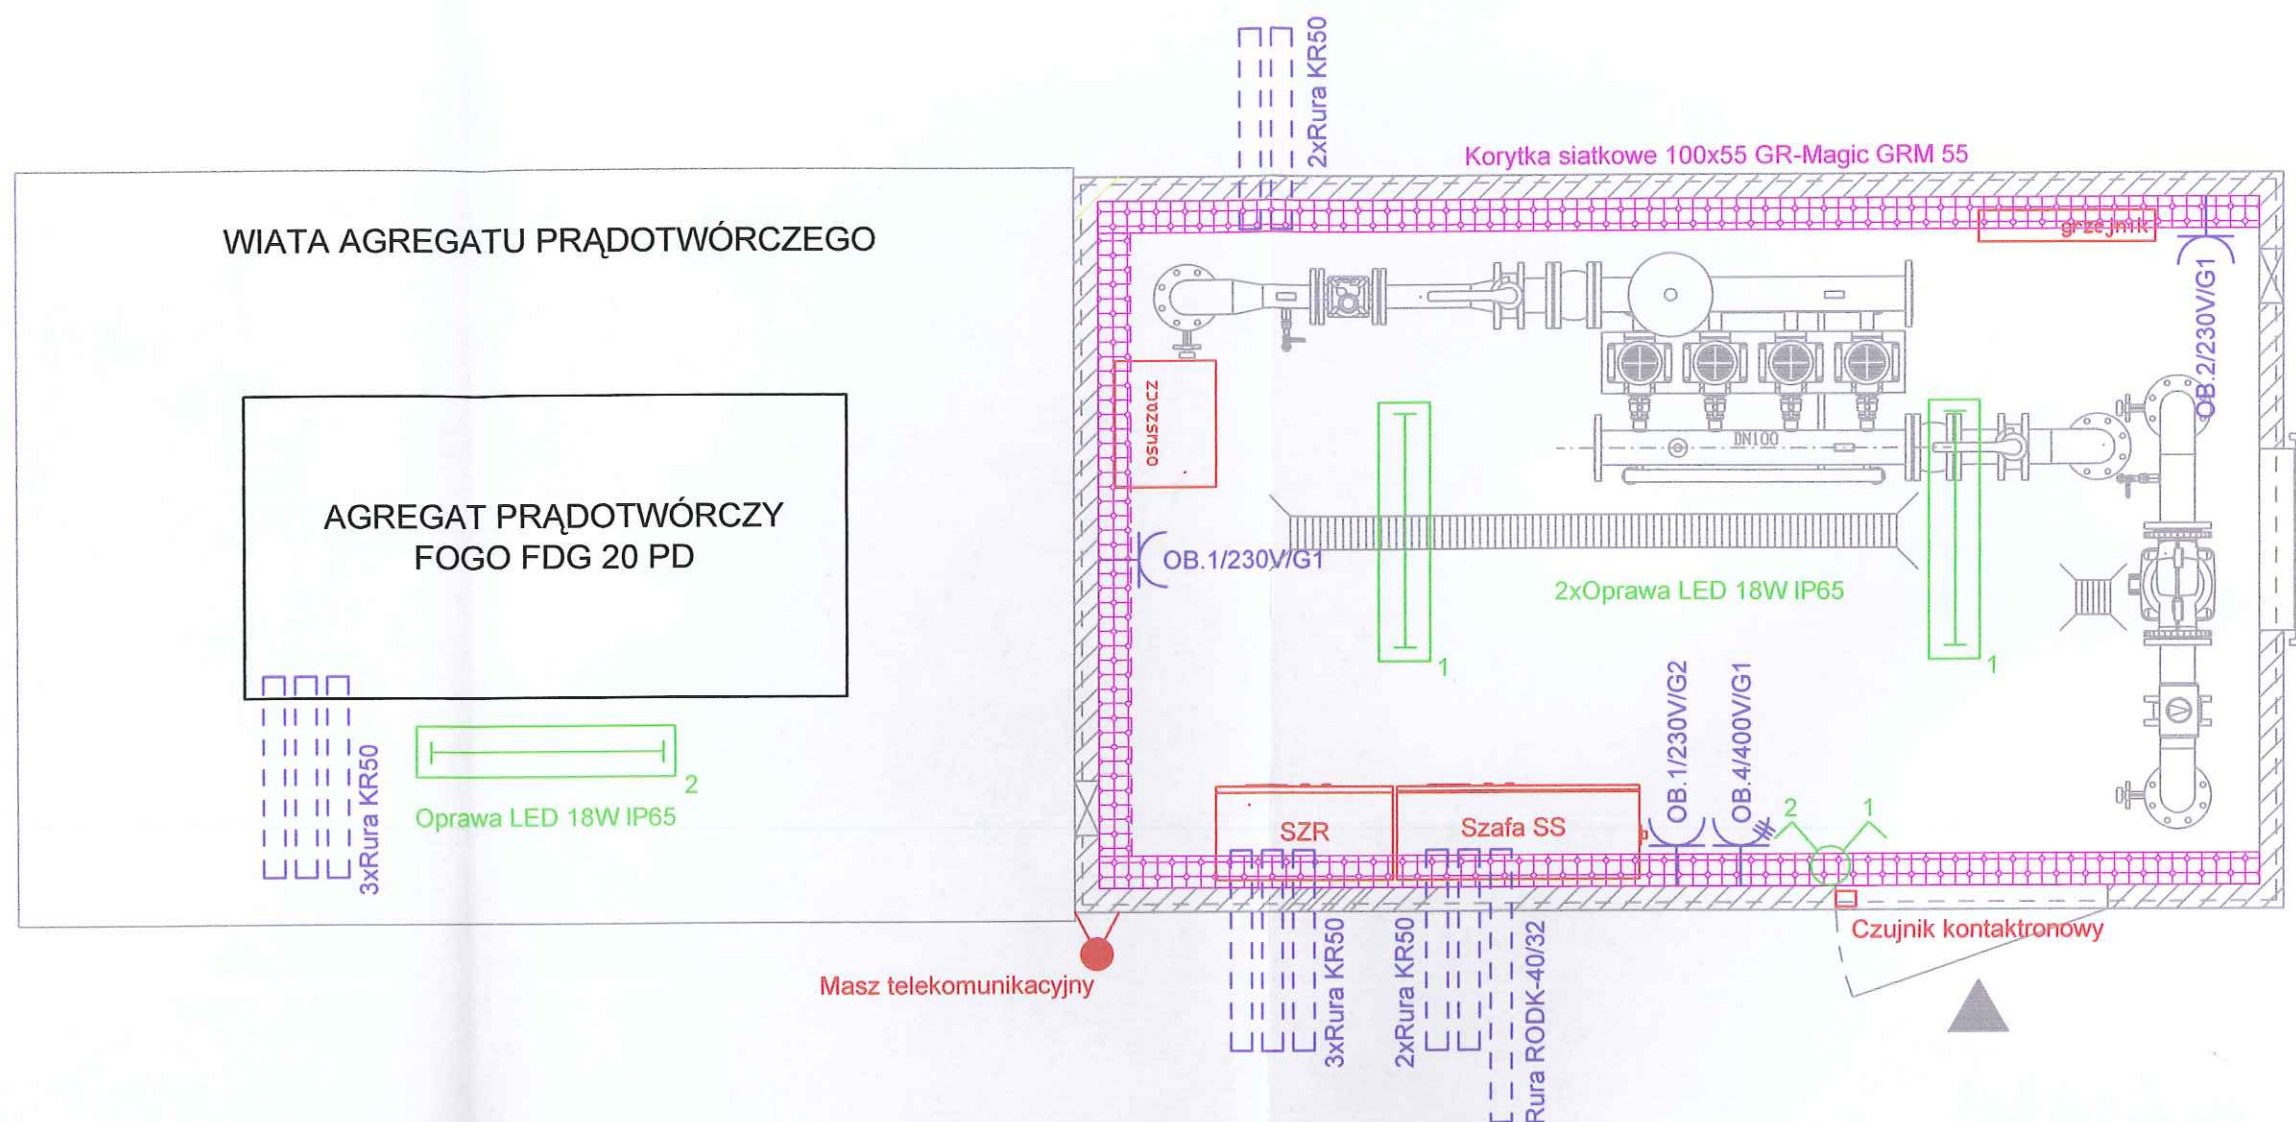 2xRura KR50
Korytka siatkowe 100x55 GR-Magic GRM 55
WIATA AGREGATU PRĄDOTWÓRCZEGO
grzejnik
OB.2/230V/G1
osuszacz
DN100
AGREGAT PRĄDOTWÓRCZY
FOGO FDG 20 PD
OB.1/230V/G1
2xOprawa LED 18W IP65
1
1
3xRura KR50
2
Oprawa LED 18W IP65
OB.1/230V/G2
OB.4/400V/G1
SZR
Szafa SS
2
1
Czujnik kontaktronowy
Masz telekomunikacyjny
3xRura KR50
2xRura KR50
Rura RODK-40/32